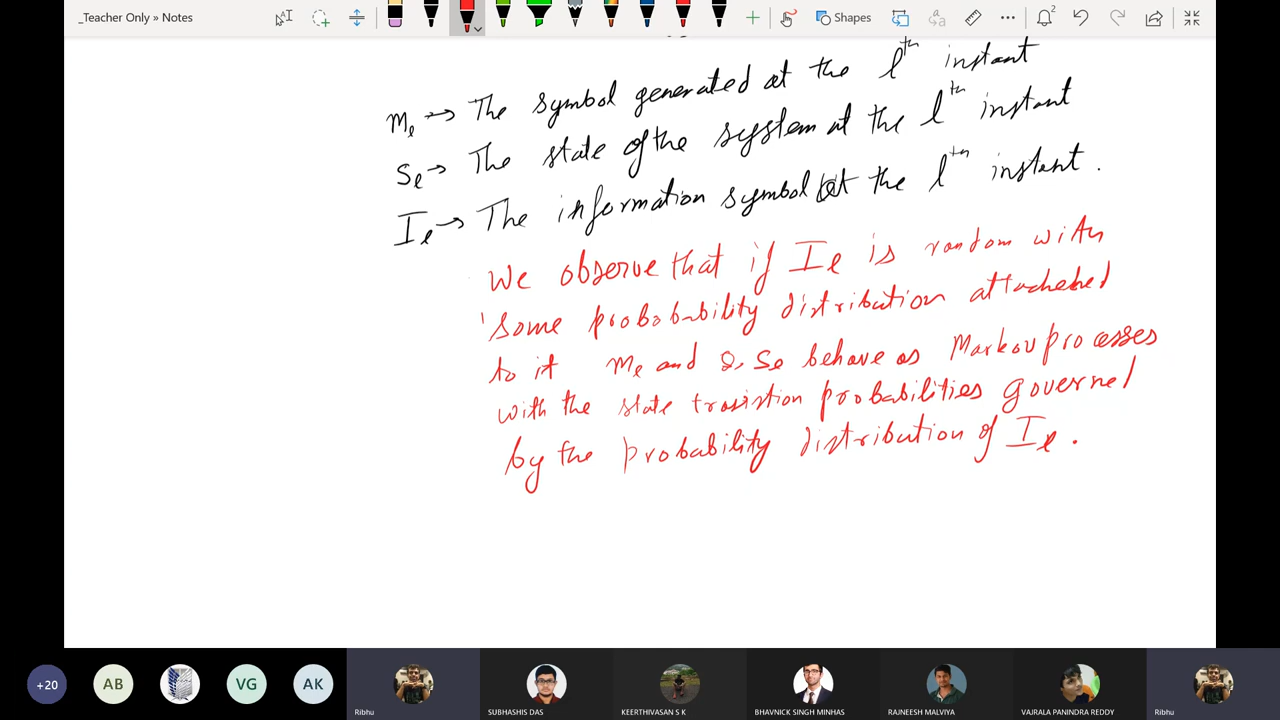 _Teacher Only » Notes
Shapes
2
mℓ → The symbol generated at the ℓth instant
Sℓ → The state of the system at the ℓth instant
Iℓ → The information symbol at the ℓth instant.
We observe that if Iℓ is random with
some probobability distribution attachehed
to it mℓ and Sℓ behave as Markov processes
with the state trasistion probabilities governed
by the probability distribution of Iℓ.
+20 AB VG AK
Ribhu SUBHASHIS DAS KEERTHIVASAN S K BHAVNICK SINGH MINHAS RAJNEESH MALVIYA VAJRALA PANINDRA REDDY Ribhu